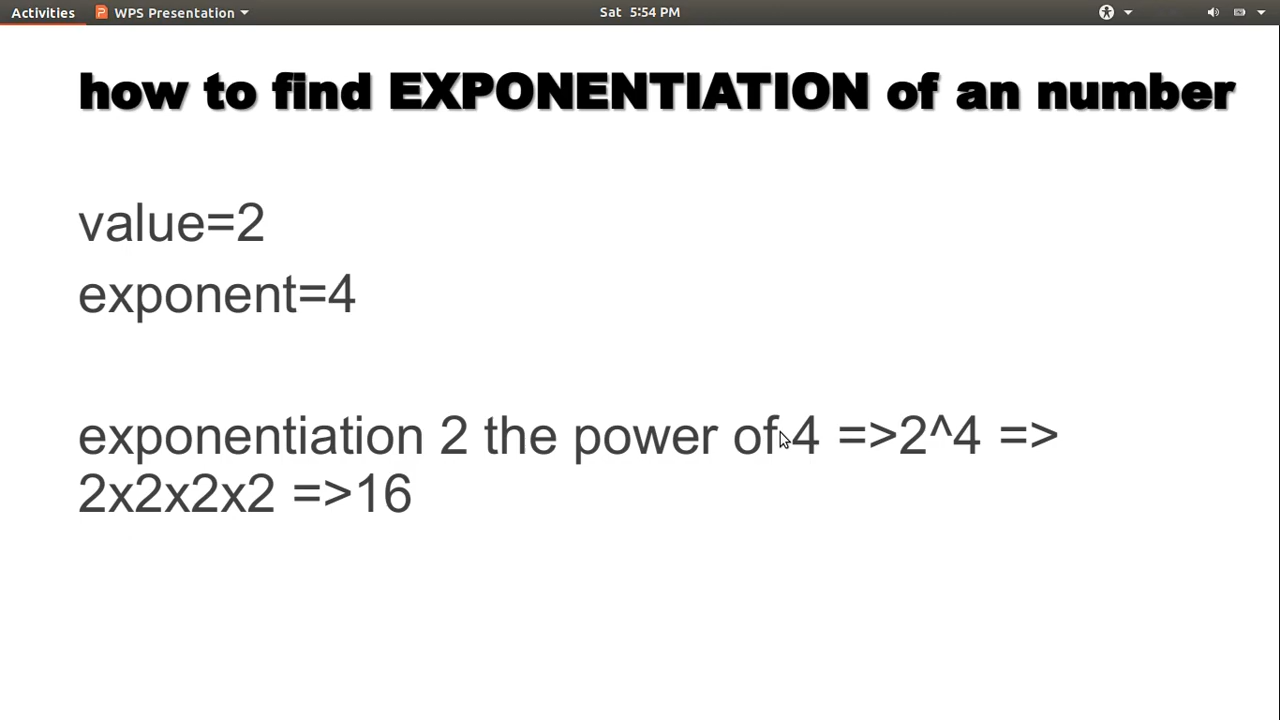 Activities WPS Presentation Sat 5:54 PM
how to find EXPONENTIATION of an number
value=2
exponent=4
exponentiation 2 the power of 4 =>2^4 =>
2x2x2x2 =>16